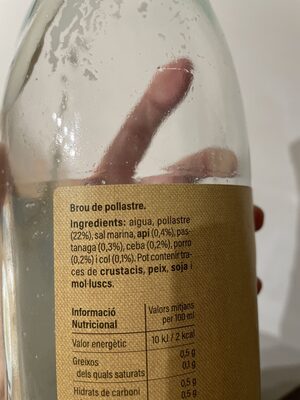 Brou de pollastre.
Ingredients: aigua, pollastre
(22%), sal marina, api (0,4%), pas-
tanaga (0,3%), ceba (0,2%), porro
(0,2%) i col (0,1%). Pot contenir tra-
ces de crustacis, peix, soja i
mol·luscs.
Informació
Nutricional
Valors mitjans
per 100 ml
Valor energètic 10 kJ / 2 kcal
Greixos 0,5 g
dels quals saturats 0,1 g
Hidrats de carboni 0,5 g
0,5 g